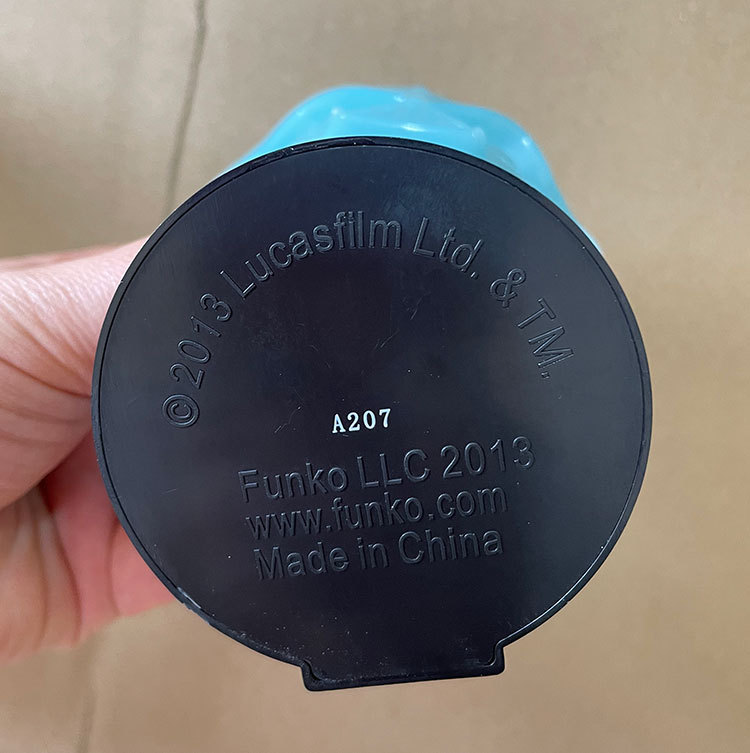 ©2013 Lucasfilm Ltd. & TM.
A207
Funko LLC 2013
www.funko.com
Made in China